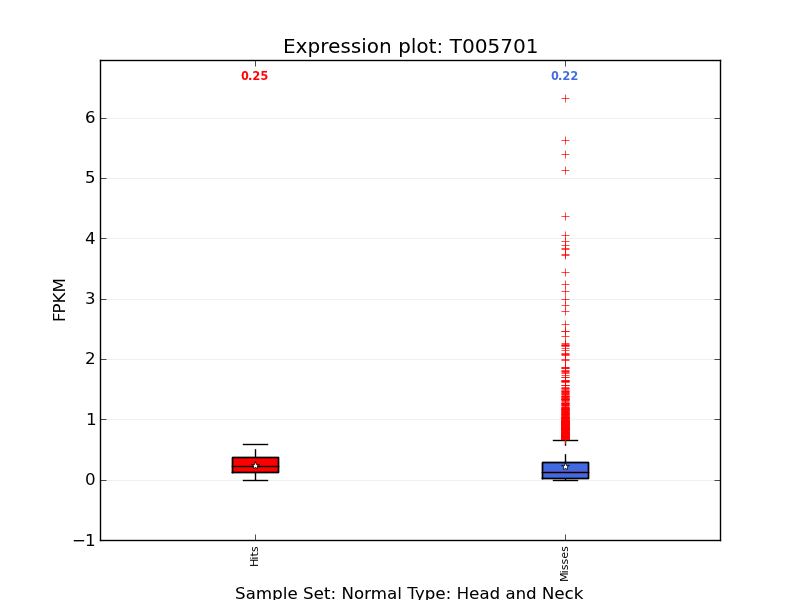 Expression plot: T005701
0.25
0.22
6
5
4
3
2
1
0
−1
FPKM
Hits
Misses
Sample Set: Normal Type: Head and Neck